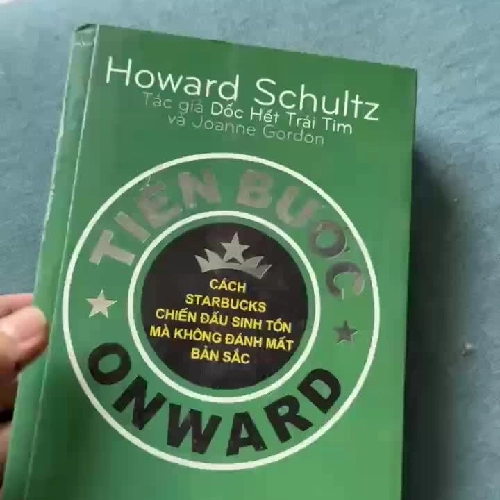 Howard Schultz
Tác giả Dốc Hết Trái Tim
và Joanne Gordon
TIẾN BƯỚC
CÁCH
STARBUCKS
CHIẾN ĐẤU SINH TỒN
MÀ KHÔNG ĐÁNH MẤT
BẢN SẮC
ONWARD